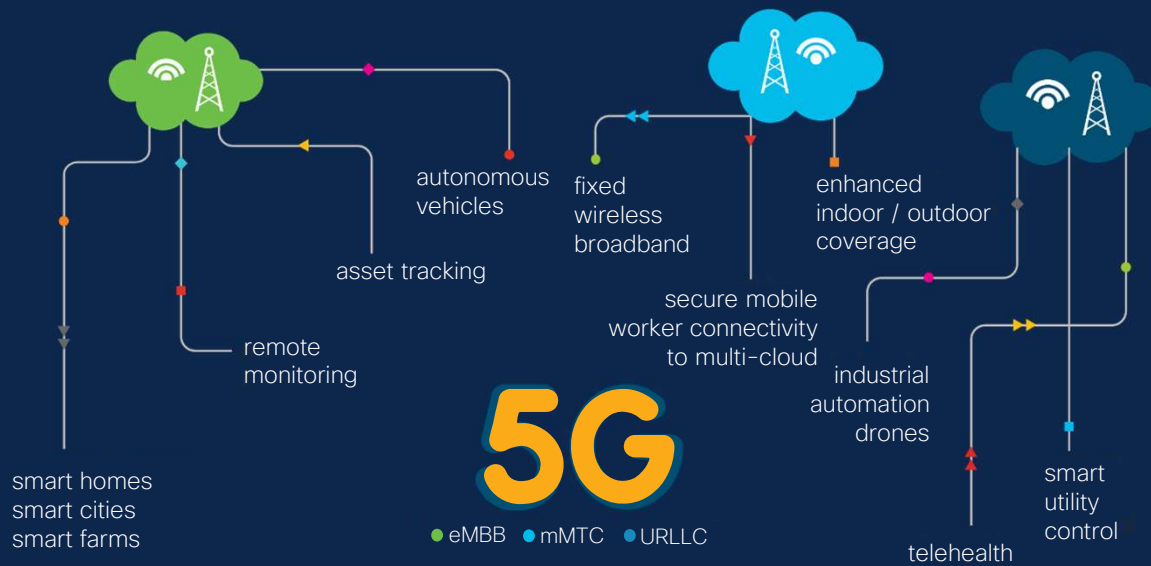 autonomous
vehicles
fixed
wireless
broadband
enhanced
indoor / outdoor
coverage
asset tracking
secure mobile
worker connectivity
to multi-cloud
remote
monitoring
industrial
automation
drones
smart homes
smart cities
smart farms
5G
eMBB mMTC URLLC
smart
utility
control
telehealth